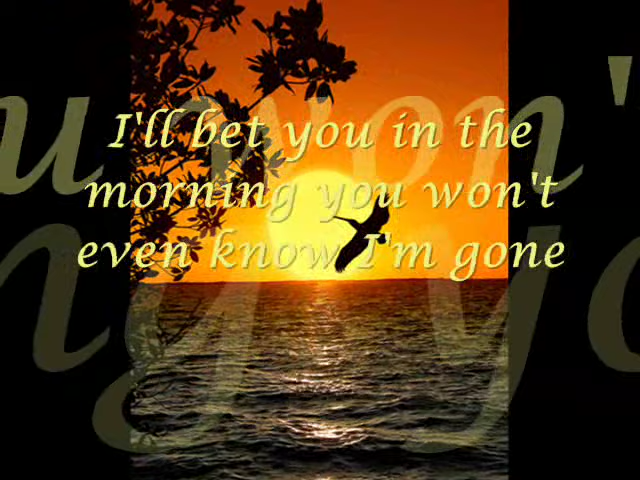 I'll bet you in the
morning you won't
even know I'm gone